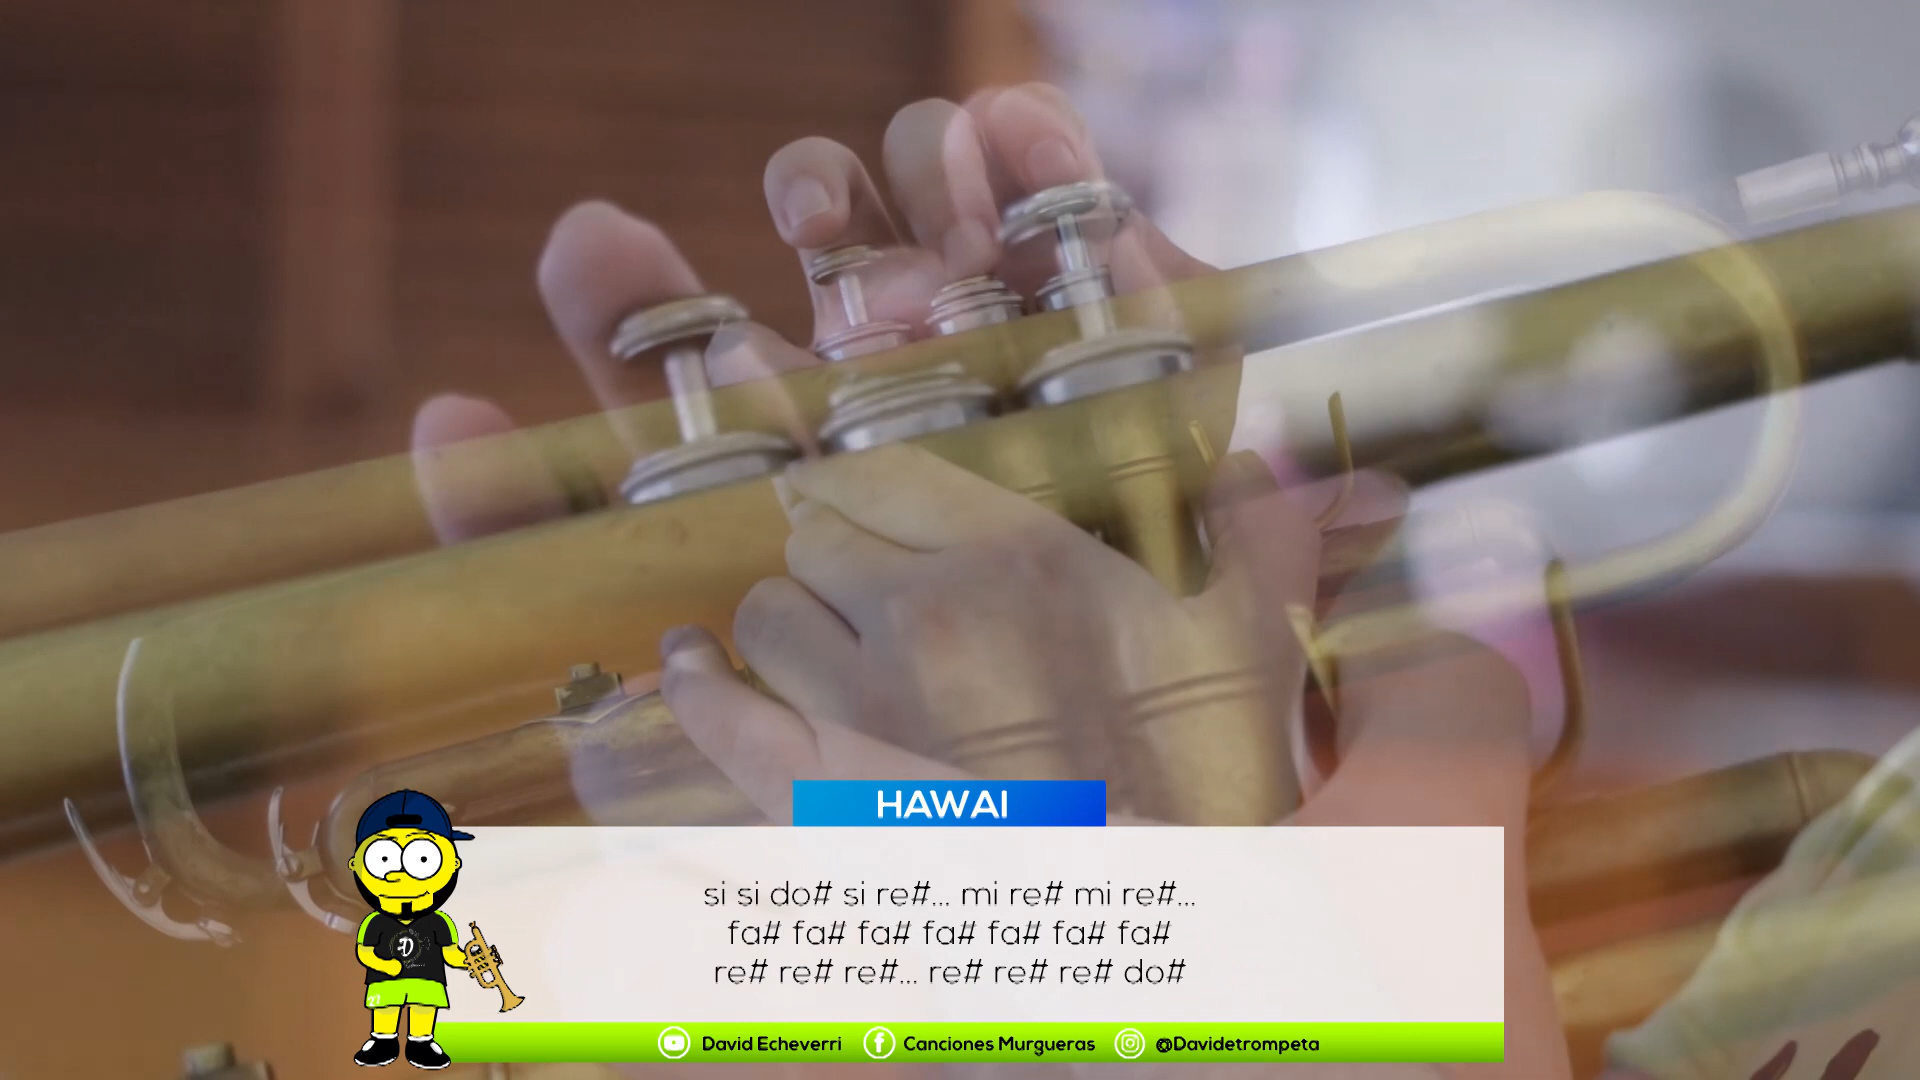 HAWAI
si si do# si re#... mi re# mi re#...
fa# fa# fa# fa# fa# fa# fa#
re# re# re#... re# re# re# do#
David Echeverri Canciones Murgueras @Davidetrompeta